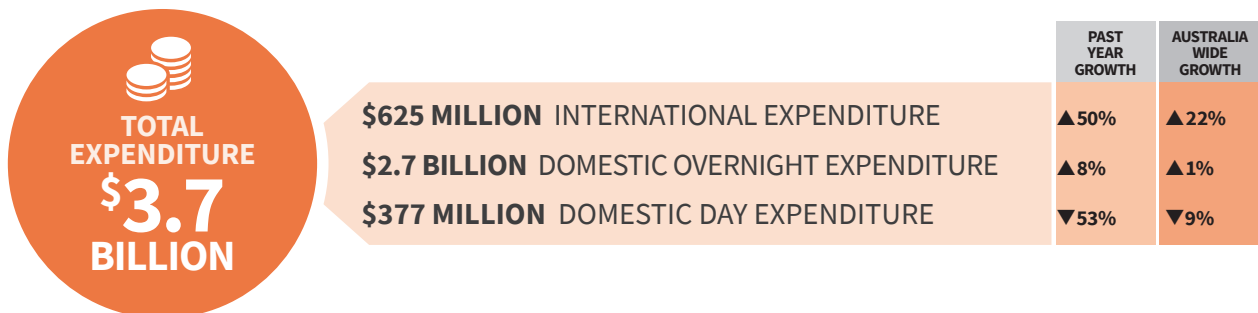 TOTAL
EXPENDITURE
$3.7
BILLION
PAST
YEAR
GROWTH
AUSTRALIA
WIDE
GROWTH
$625 MILLION INTERNATIONAL EXPENDITURE ▲50% ▲22%
$2.7 BILLION DOMESTIC OVERNIGHT EXPENDITURE ▲8% ▲1%
$377 MILLION DOMESTIC DAY EXPENDITURE ▼53% ▼9%